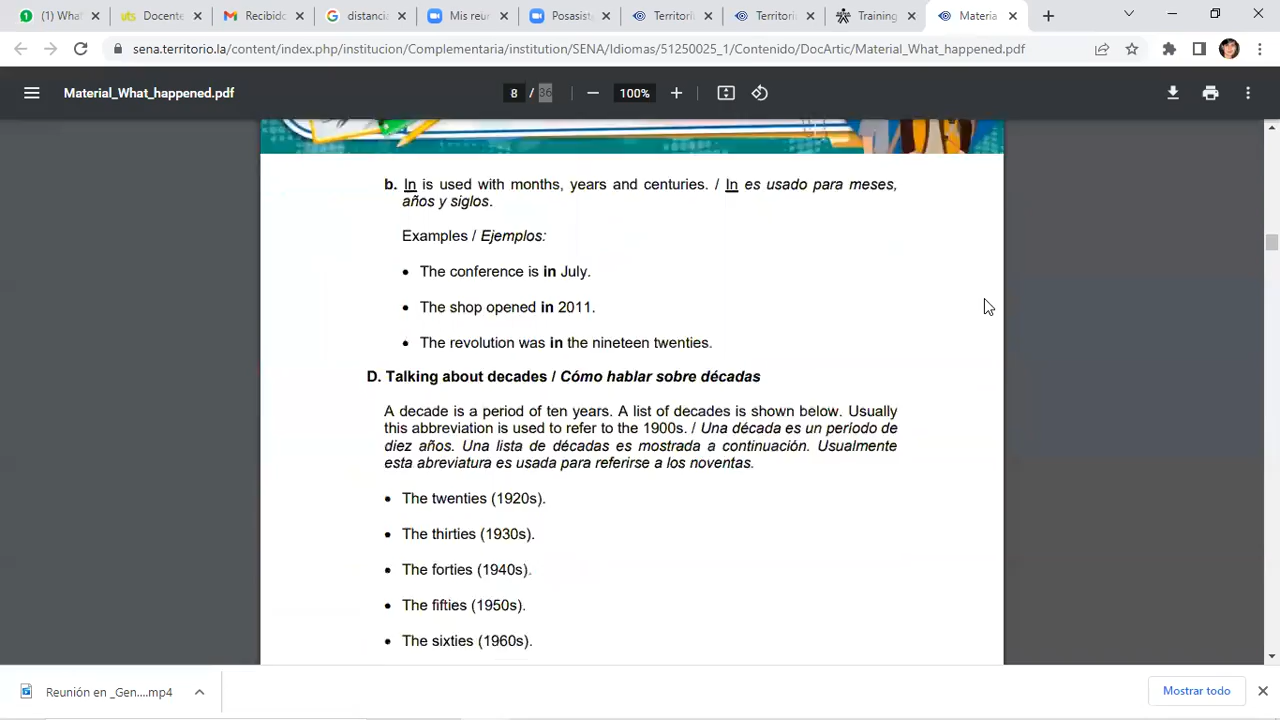 (1) What
Docente
Recibido
distancia
Mis reu
Posasist
Territori
Territori
Training
Materia
sena.territorio.la/content/index.php/institucion/Complementaria/institution/SENA/Idiomas/51250025_1/Contenido/DocArtic/Material_What_happened.pdf
Material_What_happened.pdf
8 / 36
100%
b. In is used with months, years and centuries. / In es usado para meses,
años y siglos.
Examples / Ejemplos:
• The conference is in July.
• The shop opened in 2011.
• The revolution was in the nineteen twenties.
D. Talking about decades / Cómo hablar sobre décadas
A decade is a period of ten years. A list of decades is shown below. Usually
this abbreviation is used to refer to the 1900s. / Una década es un periodo de
diez años. Una lista de décadas es mostrada a continuación. Usualmente
esta abreviatura es usada para referirse a los noventas.
• The twenties (1920s).
• The thirties (1930s).
• The forties (1940s).
• The fifties (1950s).
• The sixties (1960s).
Reunión en _Gen....mp4
Mostrar todo